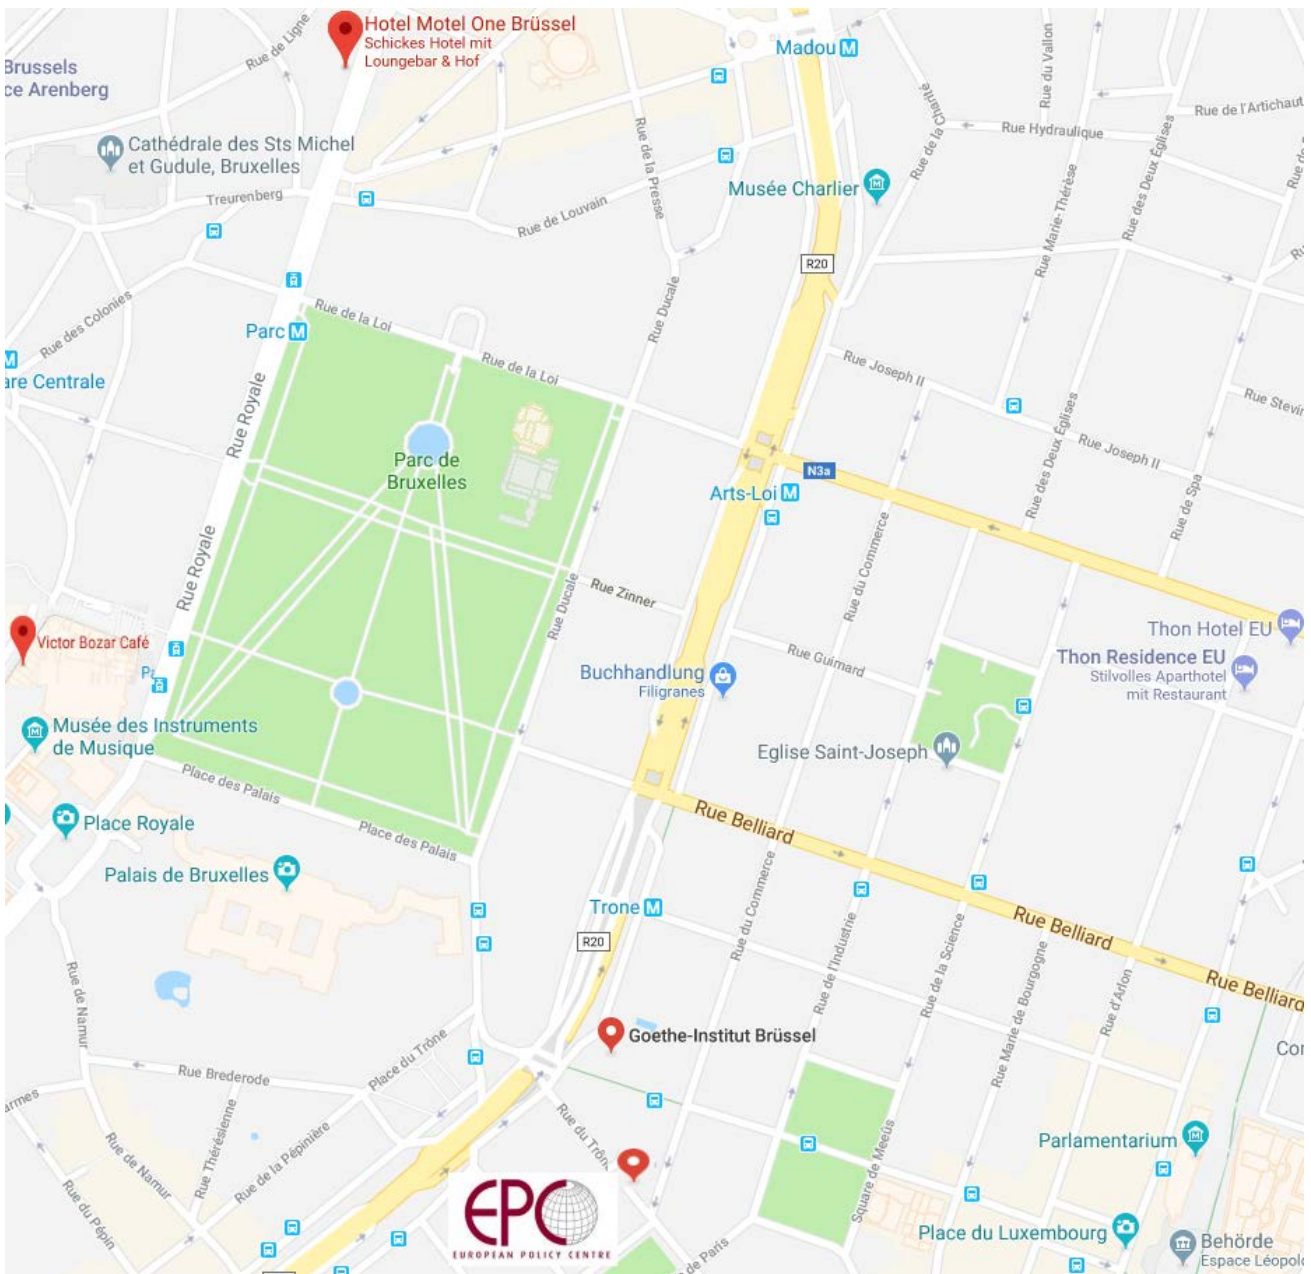 Hotel Motel One Brüssel
Schickes Hotel mit
Loungebar & Hof
Rue de Ligne
Madou M
Rue du Vallon
Brussels
ce Arenberg
Rue de la Charité
Rue de l'Artichaut
Rue Hydraulique
Rue de la Presse
Cathédrale des Sts Michel
et Gudule, Bruxelles
Rue des Deux Églises
Musée Charlier
Treurenberg
Rue de Louvain
Rue Marie-Thérèse
R20
Rue Ducale
Rue des Colonies
Rue de la Loi
Parc M
M
are Centrale
Rue de la Loi
Rue Joseph II
Rue Stevin
Rue Royale
Parc de
Bruxelles
Rue des Deux Églises
Rue Joseph II
N3a
Arts-Loi M
Rue de Spa
Rue du Commerce
Rue Royale
Rue Zinner
Rue Ducale
Thon Hotel EU
Victor Bozar Café
Rue Guimard
Thon Residence EU
Stilvolles Aparthotel
mit Restaurant
Buchhandlung
Filigranes
Musée des Instruments
de Musique
Eglise Saint-Joseph
Place des Palais
Rue Belliard
Place Royale
Place des Palais
Palais de Bruxelles
Trone M
Rue du Commerce
Rue de l'Industrie
Rue de la Science
Rue Belliard
R20
Rue Marie de Bourgogne
Rue d'Arlon
Rue Belliard
Rue de Namur
Goethe-Institut Brüssel
Place du Trône
Rue Brederode
armes
Rue Thérésienne
Rue de la Pépinière
Rue du Trône
Rue de Namur
Rue du Pépin
Parlamentarium
Square de Meeûs
EPC
EUROPEAN POLICY CENTRE
Place du Luxembourg
de Paris
Behörde
Espace Léopold